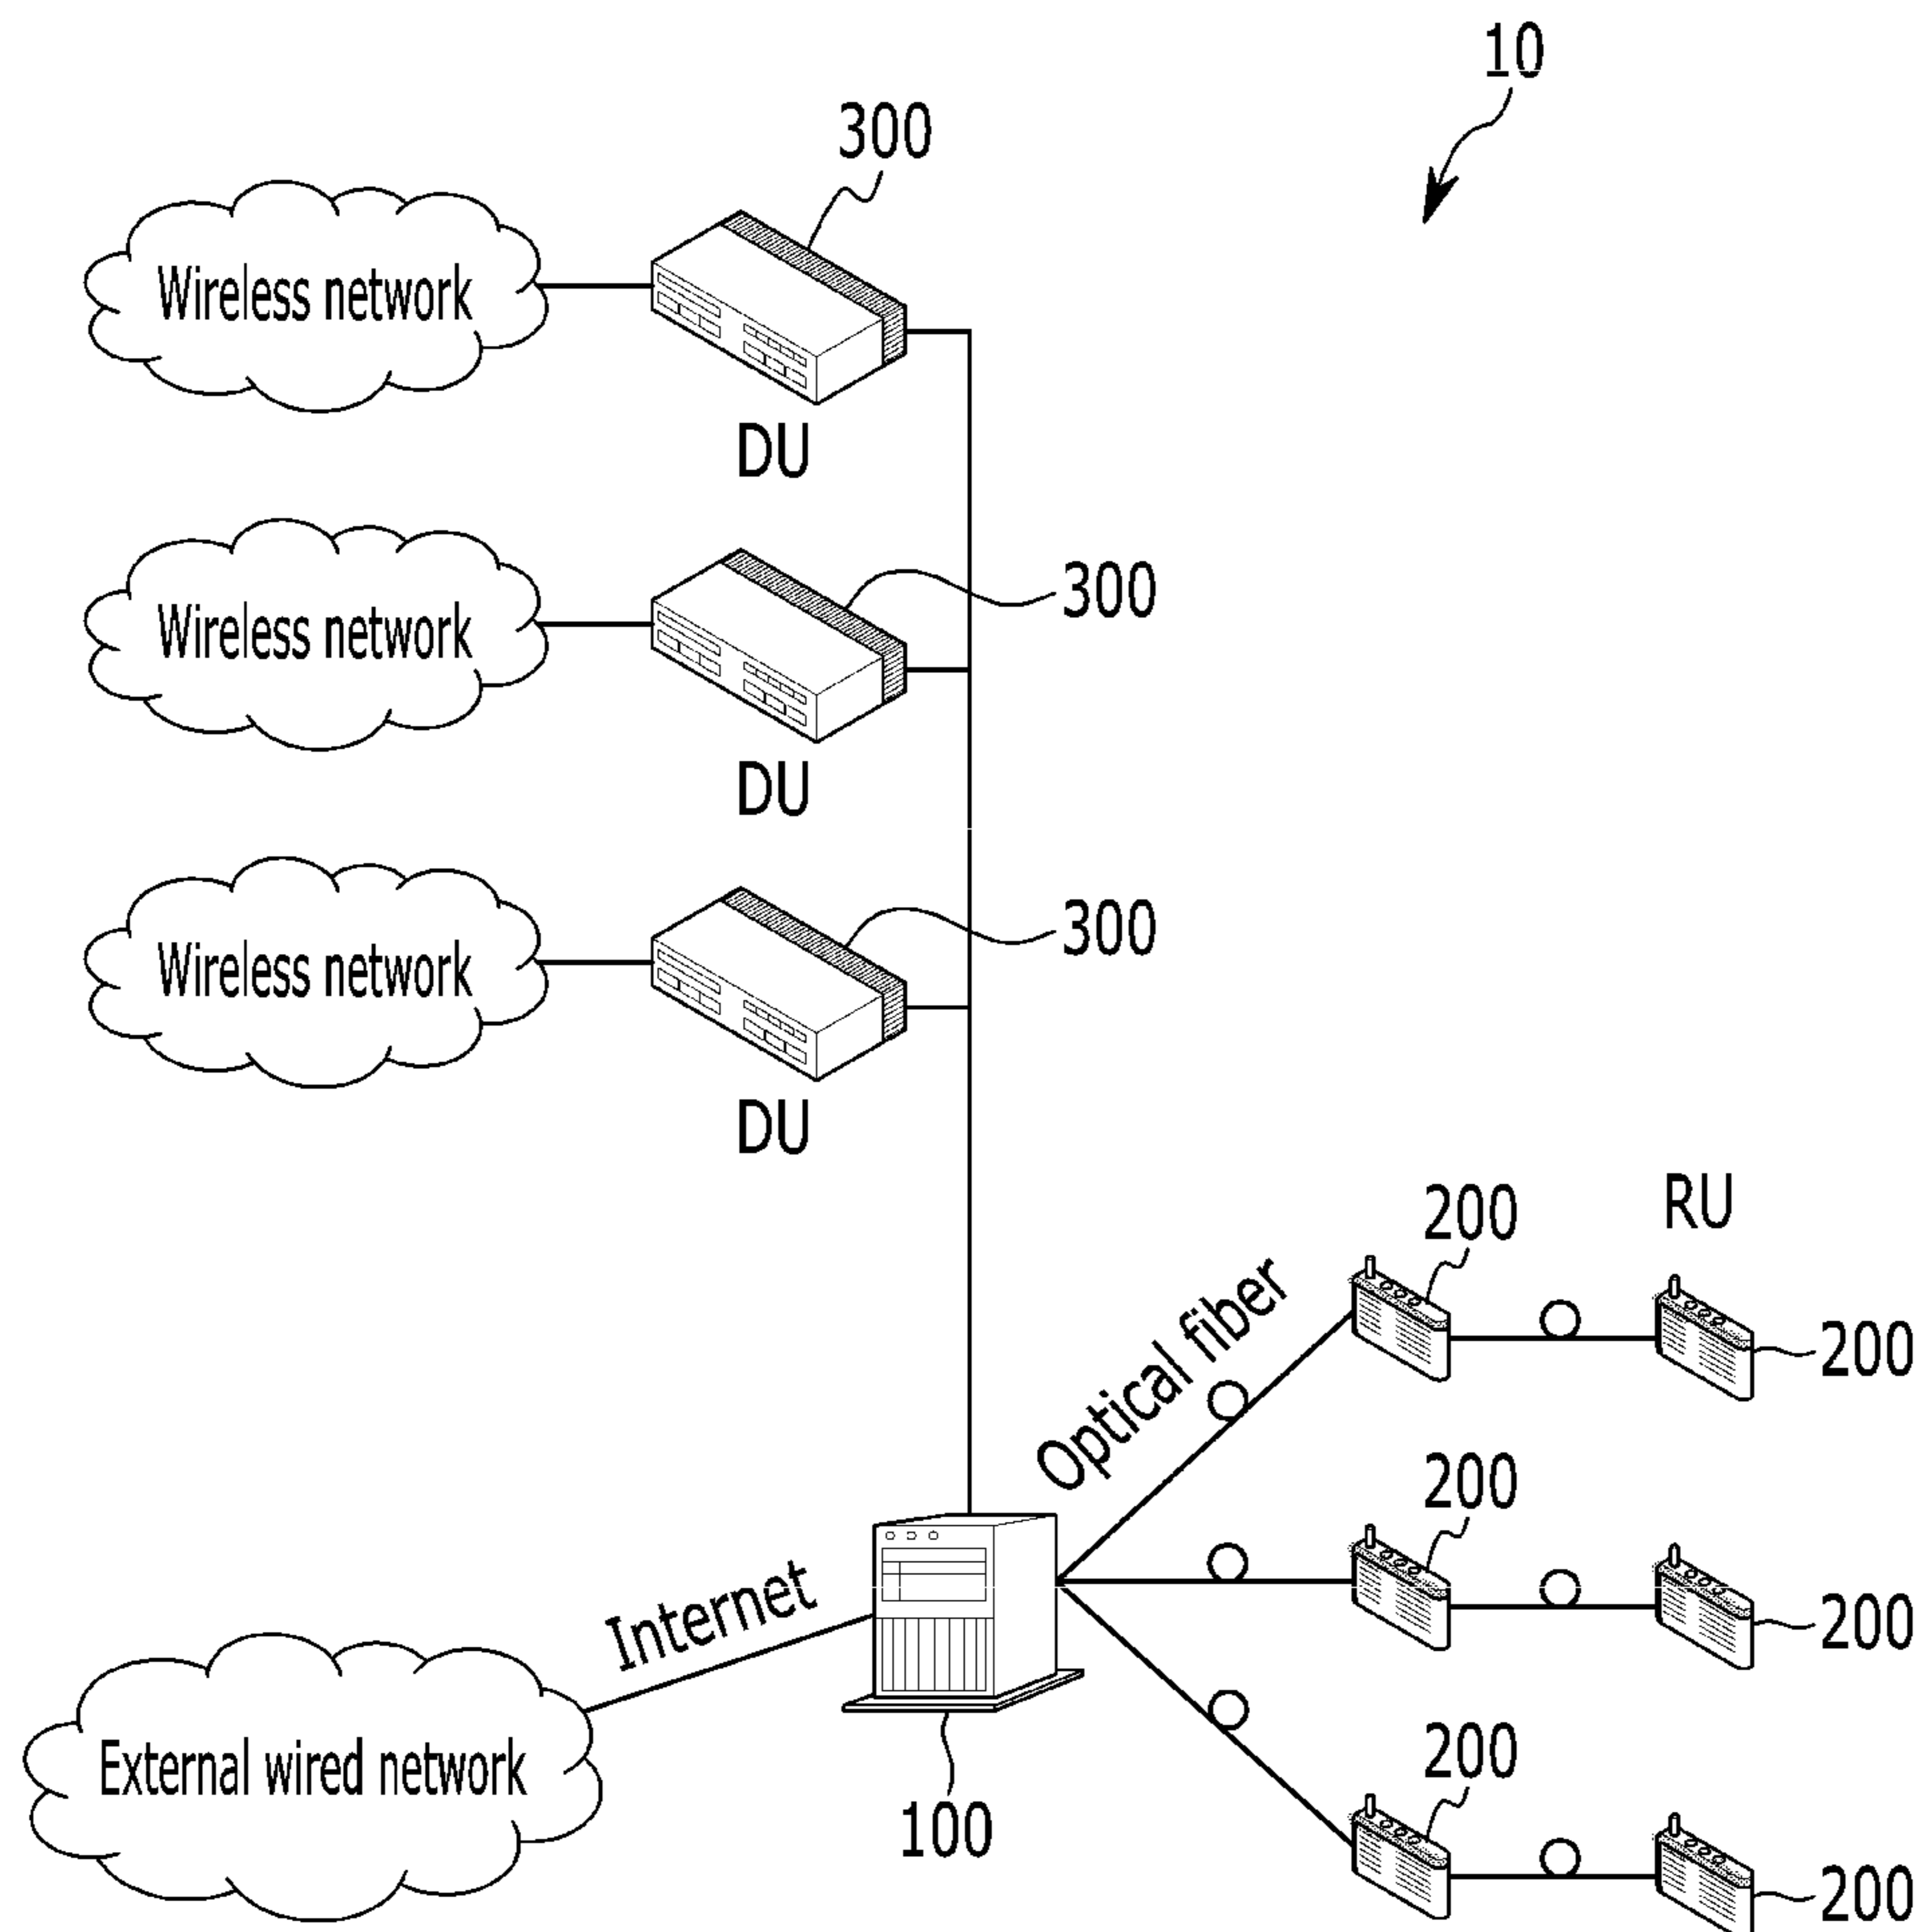 10
300
Wireless network
DU
300
Wireless network
DU
300
Wireless network
DU
RU
200
200
Optical fiber
200
200
Internet
External wired network
100
200
200